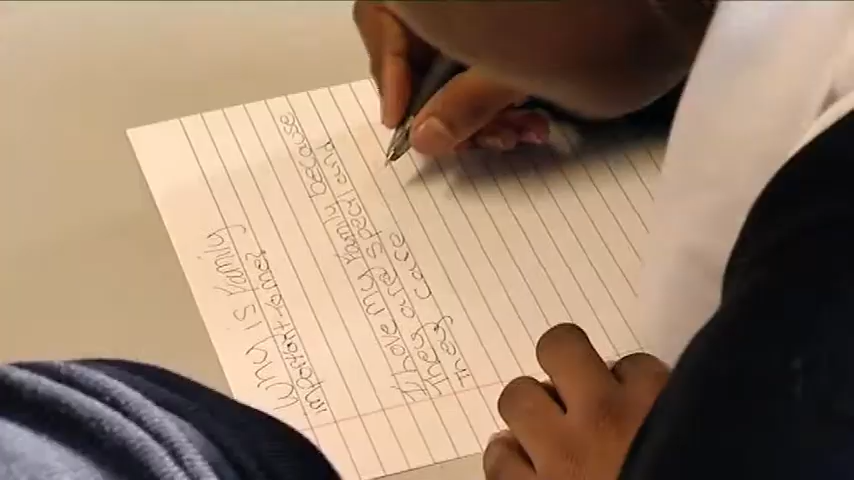 Why is Family
important to me?
I love my family because
They are special and
they care